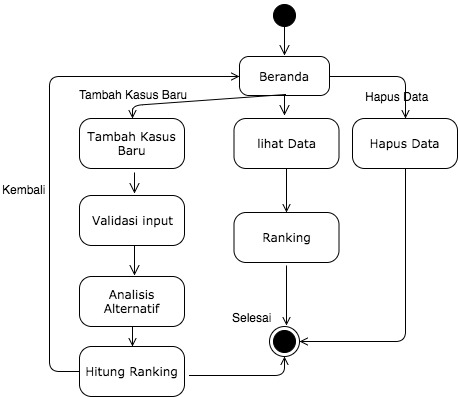 Beranda
Tambah Kasus Baru
Hapus Data
Tambah Kasus
Baru
lihat Data
Hapus Data
Kembali
Validasi input
Ranking
Analisis
Alternatif
Selesai
Hitung Ranking